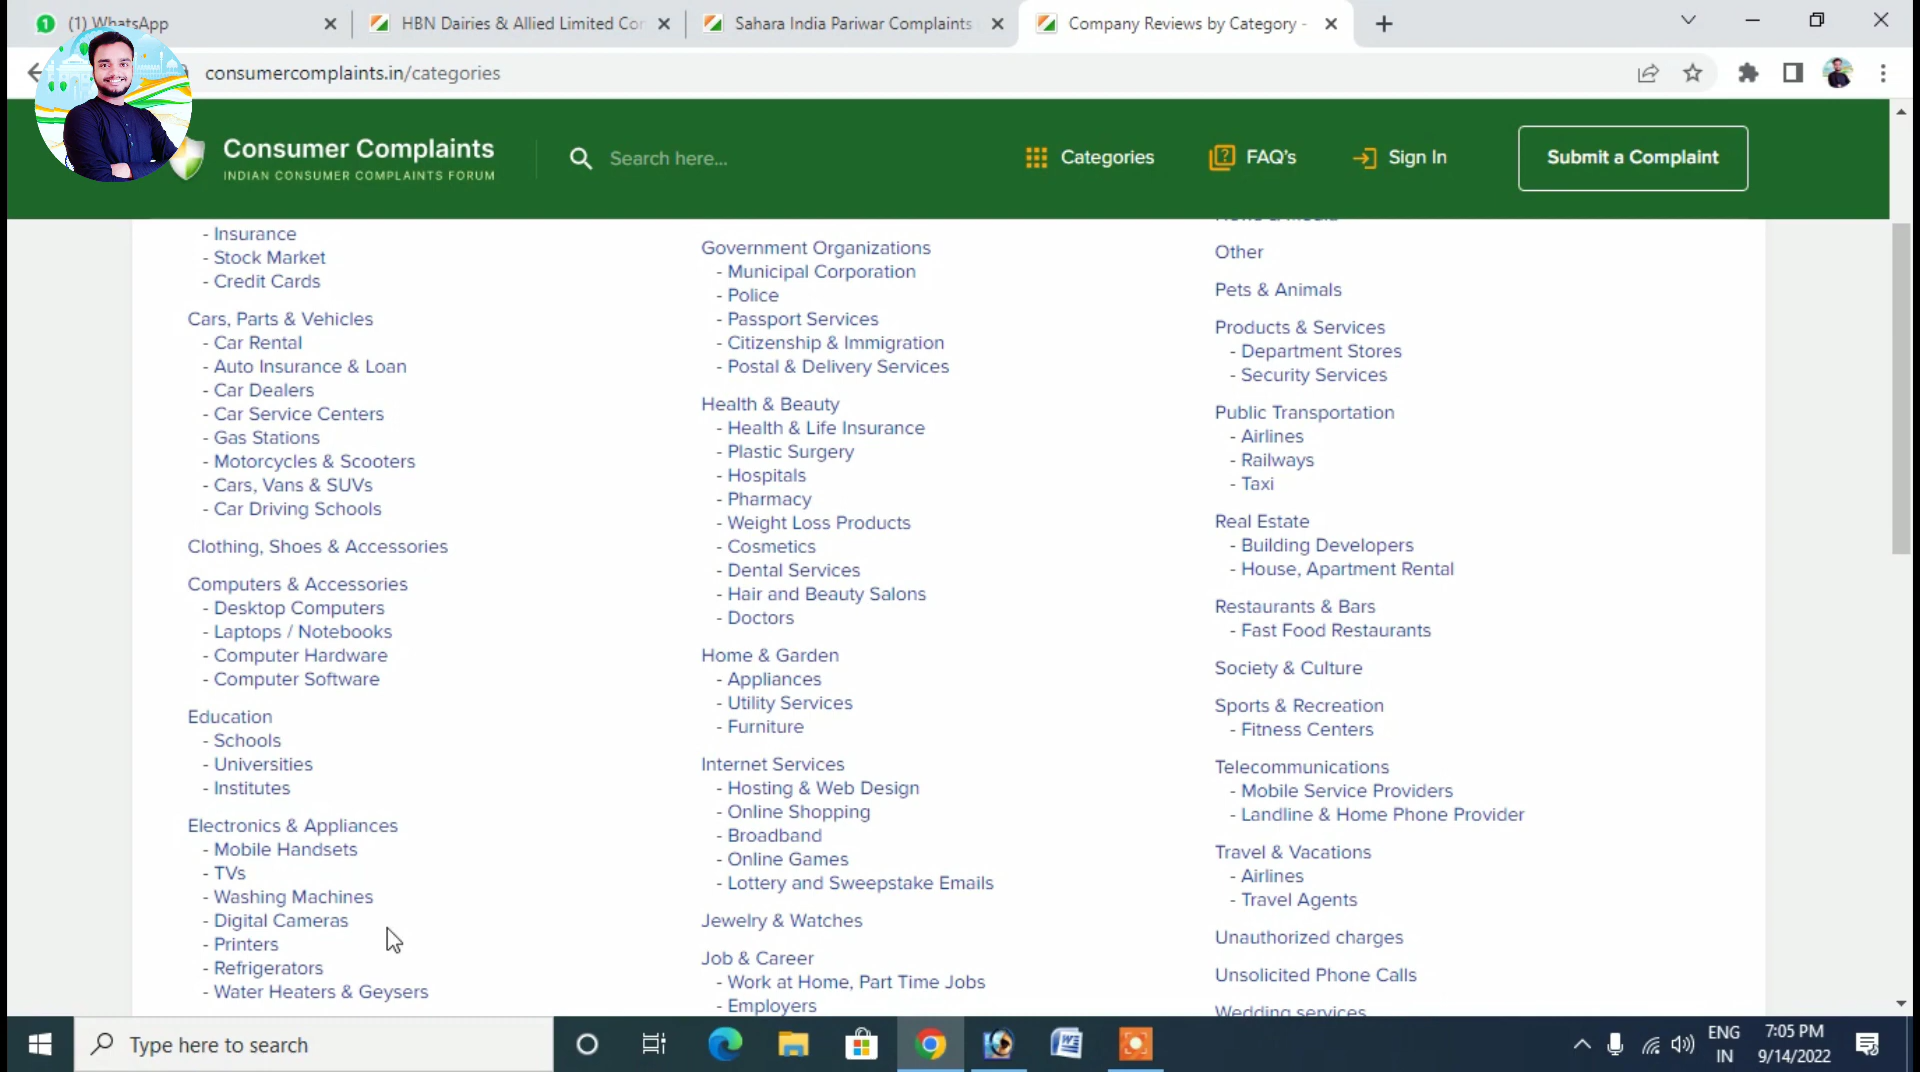 (1) WhatsApp
HBN Dairies & Allied Limited Co
Sahara India Pariwar Complaints
Company Reviews by Category -
consumercomplaints.in/categories
Consumer Complaints
INDIAN CONSUMER COMPLAINTS FORUM
Search here...
Categories
FAQ's
Sign In
Submit a Complaint
- Insurance
- Stock Market
- Credit Cards
Cars, Parts & Vehicles
- Car Rental
- Auto Insurance & Loan
- Car Dealers
- Car Service Centers
- Gas Stations
- Motorcycles & Scooters
- Cars, Vans & SUVs
- Car Driving Schools
Clothing, Shoes & Accessories
Computers & Accessories
- Desktop Computers
- Laptops / Notebooks
- Computer Hardware
- Computer Software
Education
- Schools
- Universities
- Institutes
Electronics & Appliances
- Mobile Handsets
- TVs
- Washing Machines
- Digital Cameras
- Printers
- Refrigerators
- Water Heaters & Geysers
Government Organizations
- Municipal Corporation
- Police
- Passport Services
- Citizenship & Immigration
- Postal & Delivery Services
Health & Beauty
- Health & Life Insurance
- Plastic Surgery
- Hospitals
- Pharmacy
- Weight Loss Products
- Cosmetics
- Dental Services
- Hair and Beauty Salons
- Doctors
Home & Garden
- Appliances
- Utility Services
- Furniture
Internet Services
- Hosting & Web Design
- Online Shopping
- Broadband
- Online Games
- Lottery and Sweepstake Emails
Jewelry & Watches
Job & Career
- Work at Home, Part Time Jobs
- Employers
Other
Pets & Animals
Products & Services
- Department Stores
- Security Services
Public Transportation
- Airlines
- Railways
- Taxi
Real Estate
- Building Developers
- House, Apartment Rental
Restaurants & Bars
- Fast Food Restaurants
Society & Culture
Sports & Recreation
- Fitness Centers
Telecommunications
- Mobile Service Providers
- Landline & Home Phone Provider
Travel & Vacations
- Airlines
- Travel Agents
Unauthorized charges
Unsolicited Phone Calls
Wedding services
Type here to search
ENG
IN
7:05 PM
9/14/2022